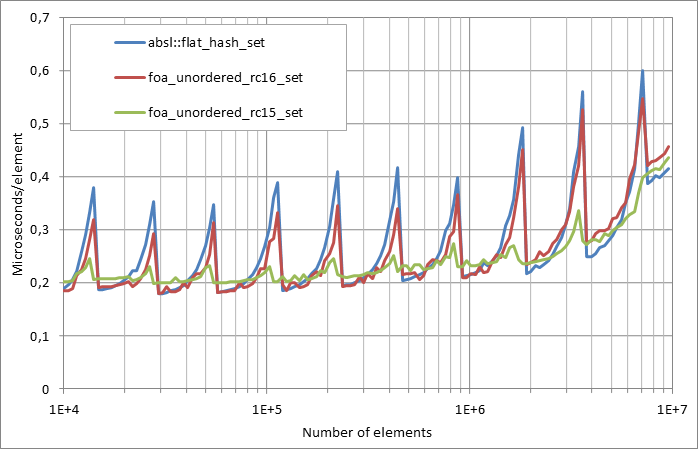 0,7
0,6
0,5
0,4
0,3
0,2
0,1
0
Microseconds/element
absl::flat_hash_set
foa_unordered_rc16_set
foa_unordered_rc15_set
1E+4 1E+5 1E+6 1E+7
Number of elements